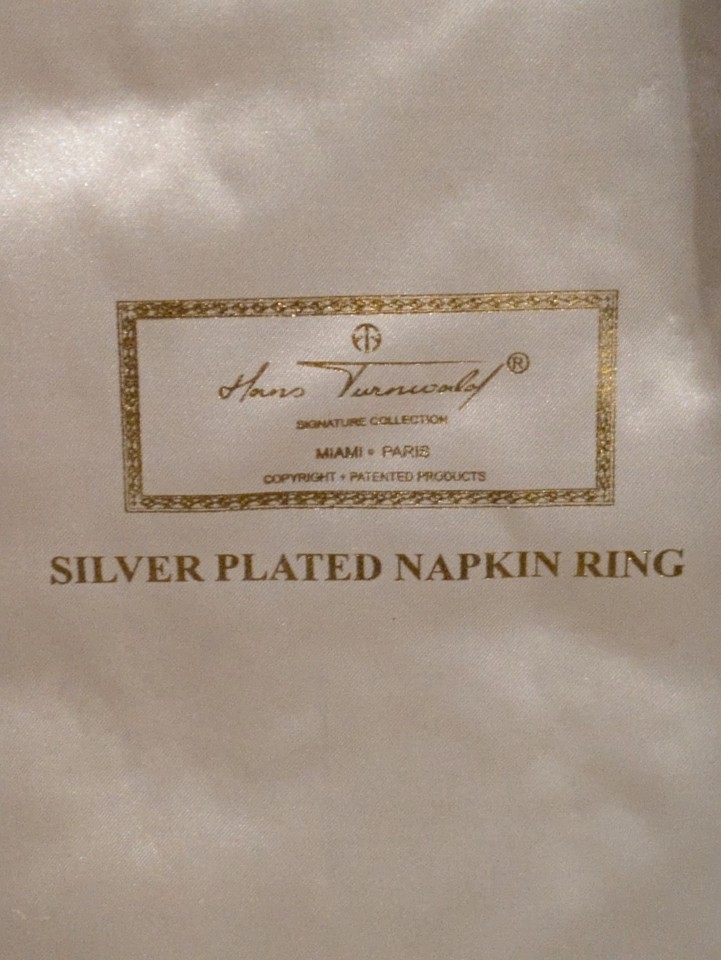 Hans Turnwald ®
SIGNATURE COLLECTION
MIAMI • PARIS
COPYRIGHT • PATENTED PRODUCTS
SILVER PLATED NAPKIN RING